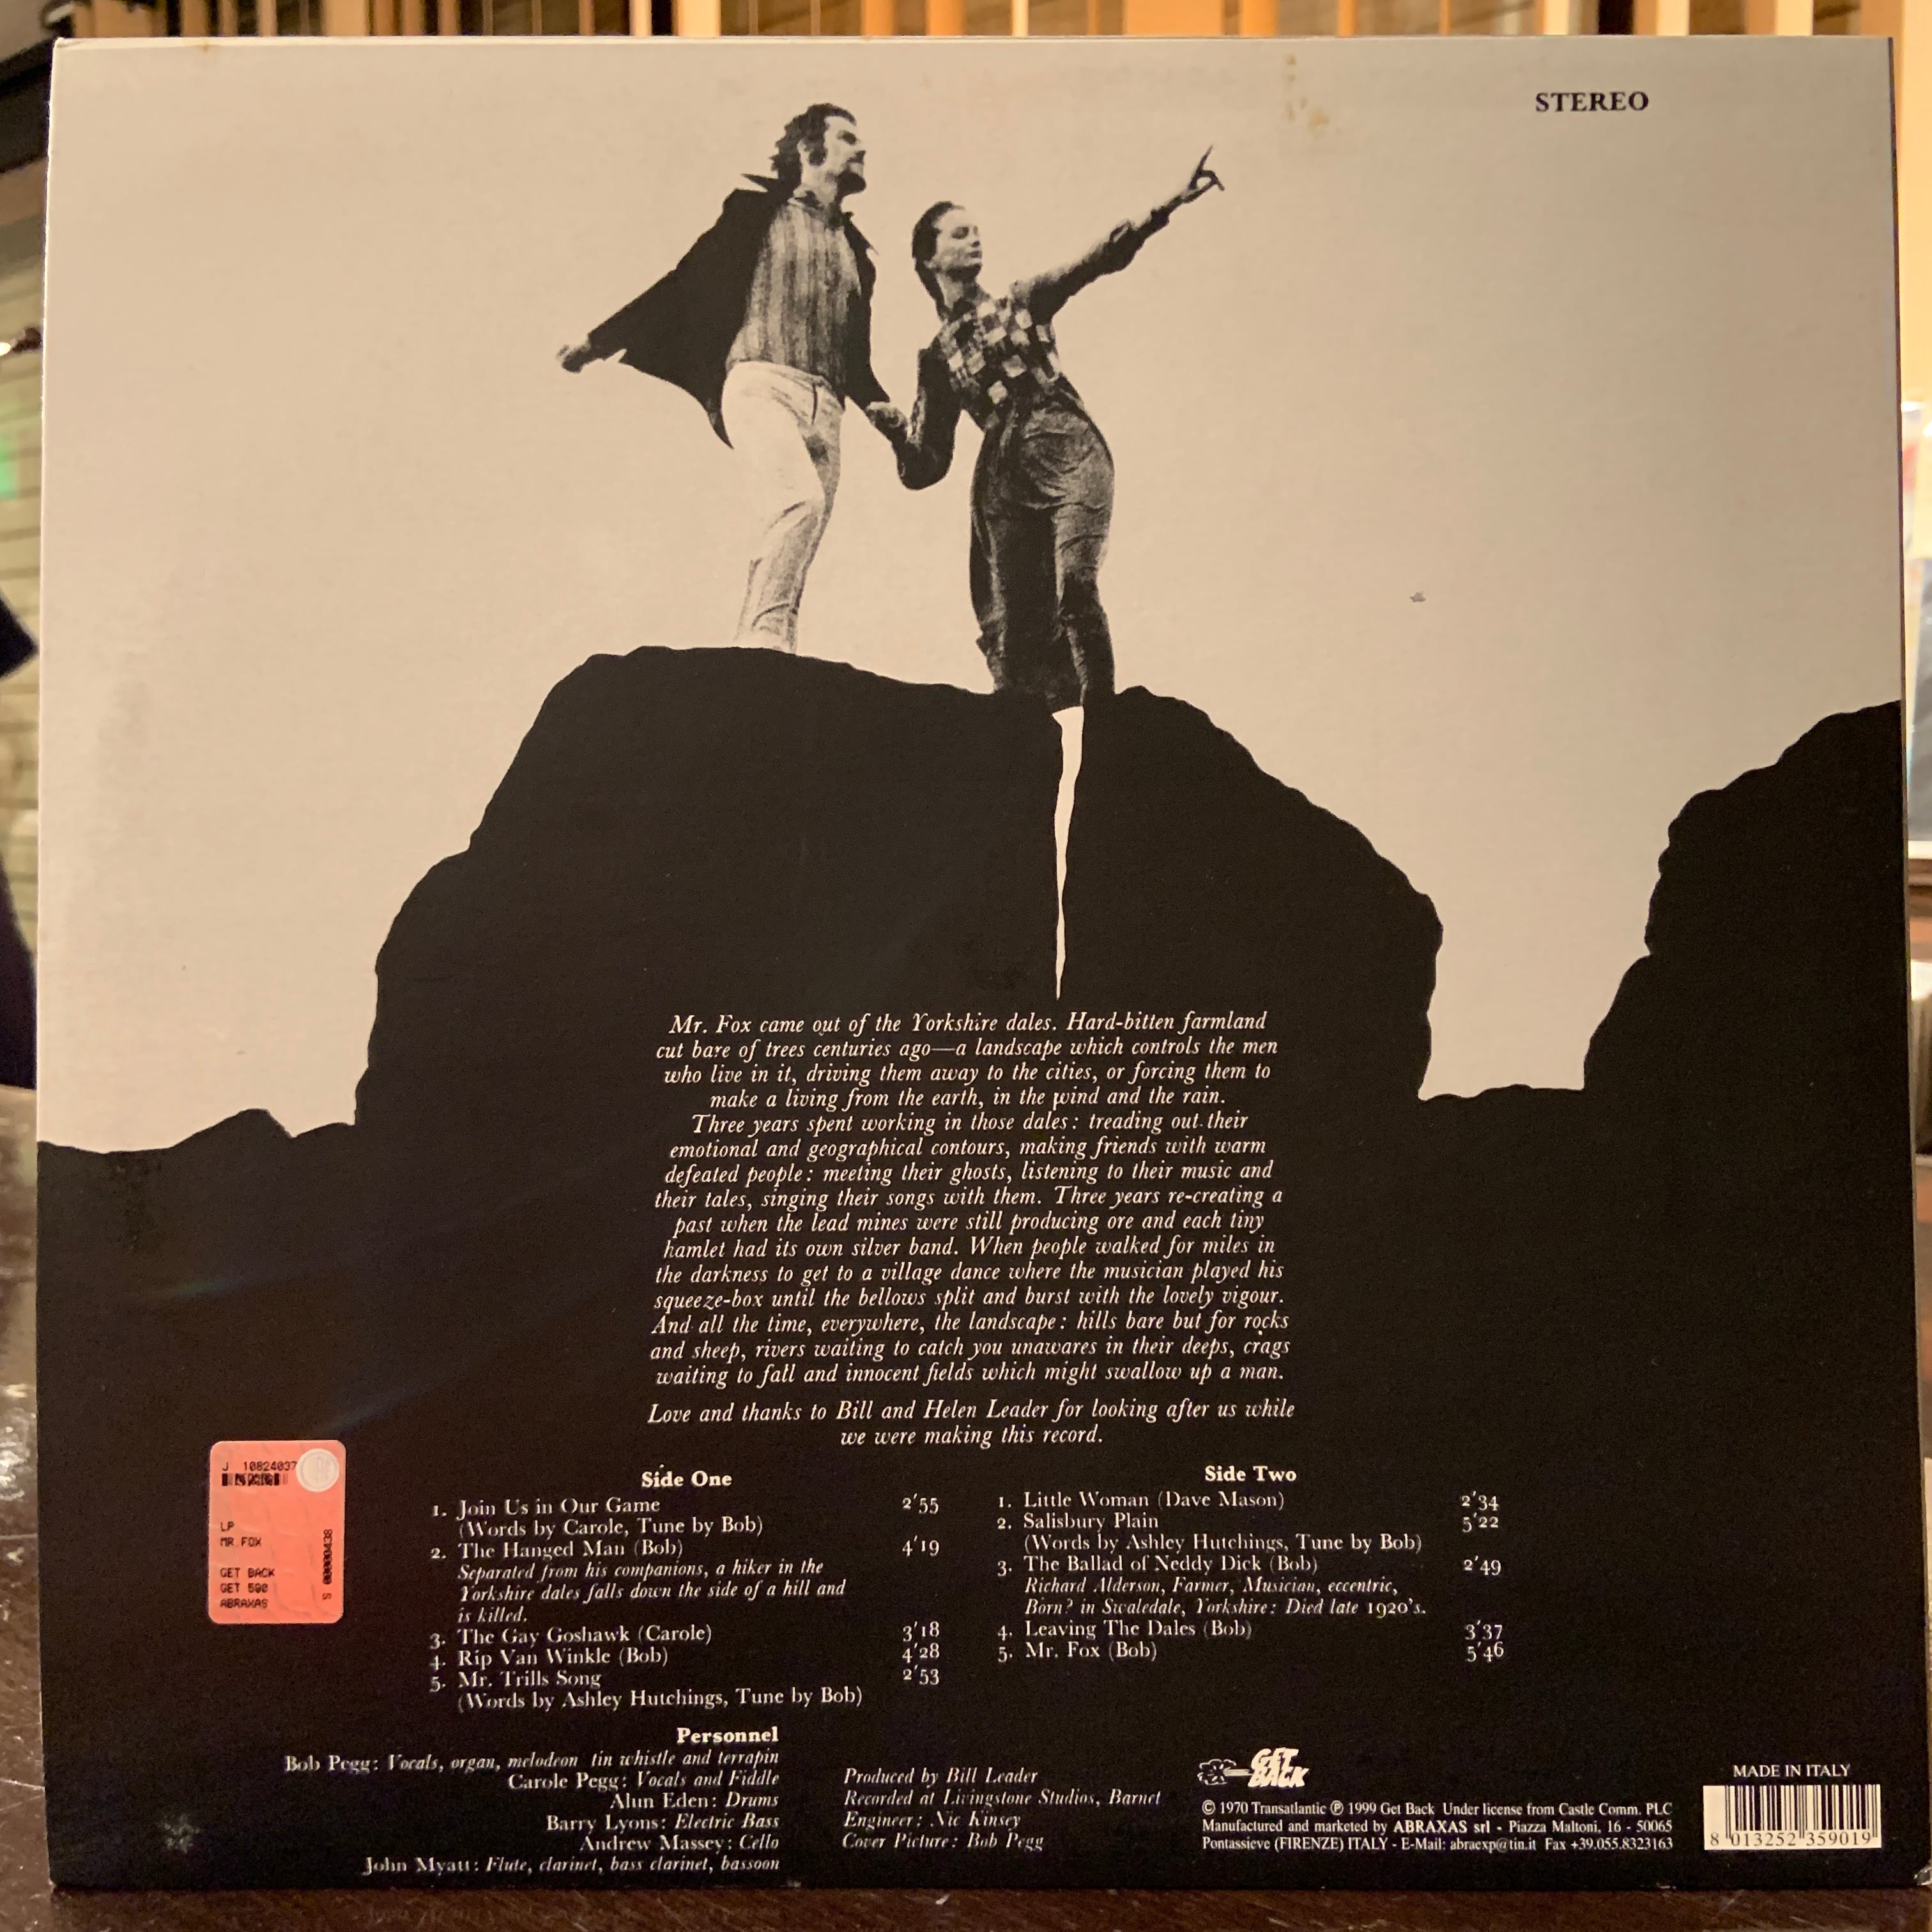 STEREO
Mr. Fox came out of the Yorkshire dales. Hard-bitten farmland
cut bare of trees centuries ago—a landscape which controls the men
who live in it, driving them away to the cities, or forcing them to
make a living from the earth, in the wind and the rain.
Three years spent working in those dales: treading out their
emotional and geographical contours, making friends with warm
defeated people: meeting their ghosts, listening to their music and
their tales, singing their songs with them. Three years re-creating a
past when the lead mines were still producing ore and each tiny
hamlet had its own silver band. When people walked for miles in
the darkness to get to a village dance where the musician played his
squeeze-box until the bellows split and burst with the lovely vigour.
And all the time, everywhere, the landscape: hills bare but for rocks
and sheep, rivers waiting to catch you unawares in their deeps, crags
waiting to fall and innocent fields which might swallow up a man.
Love and thanks to Bill and Helen Leader for looking after us while
we were making this record.
Side One
1. Join Us in Our Game 2'55
(Words by Carole, Tune by Bob)
2. The Hanged Man (Bob) 4'19
Separated from his companions, a hiker in the
Yorkshire dales falls down the side of a hill and
is killed.
3. The Gay Goshawk (Carole) 3'18
4. Rip Van Winkle (Bob) 4'28
5. Mr. Trills Song 2'53
(Words by Ashley Hutchings, Tune by Bob)
Side Two
1. Little Woman (Dave Mason) 2'34
2. Salisbury Plain 5'22
(Words by Ashley Hutchings, Tune by Bob)
3. The Ballad of Neddy Dick (Bob) 2'49
Richard Alderson, Farmer, Musician, eccentric,
Born? in Swaledale, Yorkshire: Died late 1920's.
4. Leaving The Dales (Bob) 3'37
5. Mr. Fox (Bob) 5'46
J 10824037
LP
MR FOX
GET BACK
GET 590
ABRAXAS
Personnel
Bob Pegg: Vocals, organ, melodeon tin whistle and terrapin
Carole Pegg: Vocals and Fiddle
Alun Eden: Drums
Barry Lyons: Electric Bass
Andrew Massey: Cello
John Myatt: Flute, clarinet, bass clarinet, bassoon
Produced by Bill Leader
Recorded at Livingstone Studios, Barnet
Engineer: Nic Kinsey
Cover Picture: Bob Pegg
GET BACK
© 1970 Transatlantic ℗ 1999 Get Back Under license from Castle Comm. PLC
Manufactured and marketed by ABRAXAS srl - Piazza Maltoni, 16 - 50065
Pontassieve (FIRENZE) ITALY - E-Mail: abraexp@tin.it Fax +39.055.8323163
MADE IN ITALY
8 013252 359019